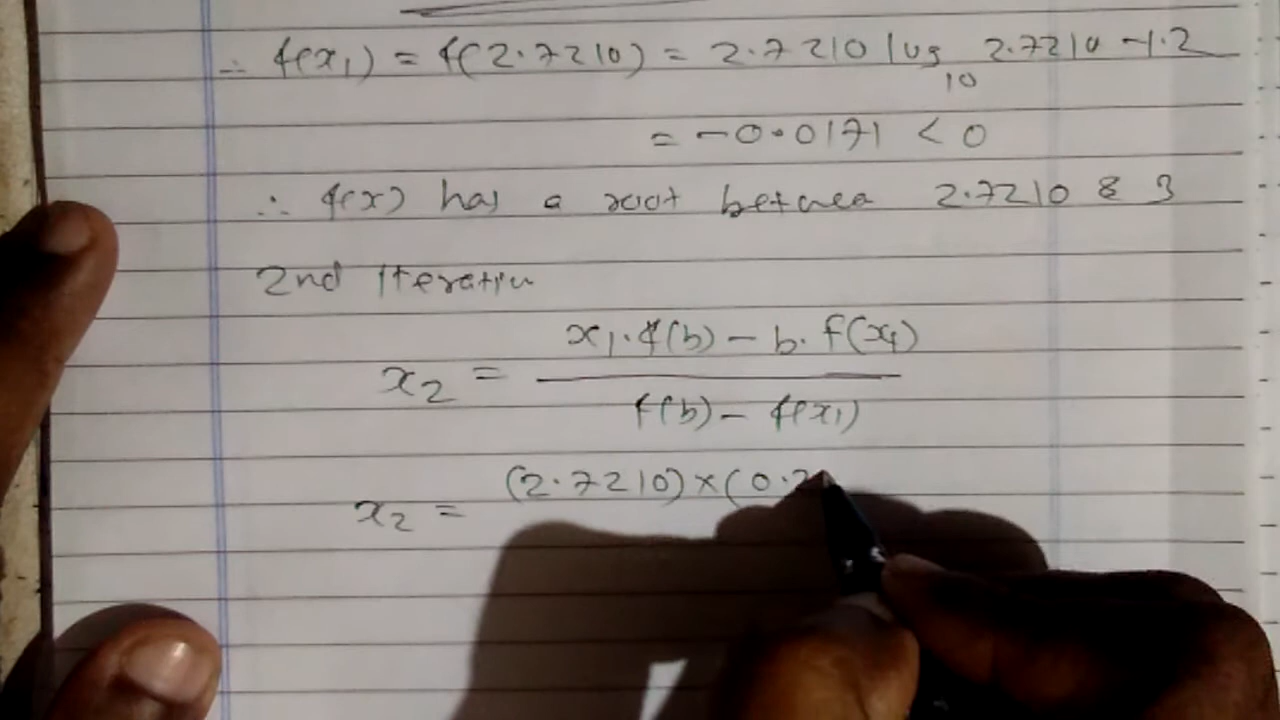 ∴ f(x₁) = f(2.7210) = 2.7210 log₁₀ 2.7210 - 1.2
= -0.0171 < 0
∴ f(x) has a root between 2.7210 & 3
2nd Iteration
x₂ = (x₁.f(b) - b.f(x₁)) / (f(b) - f(x₁))
x₂ = (2.7210)×(0.2